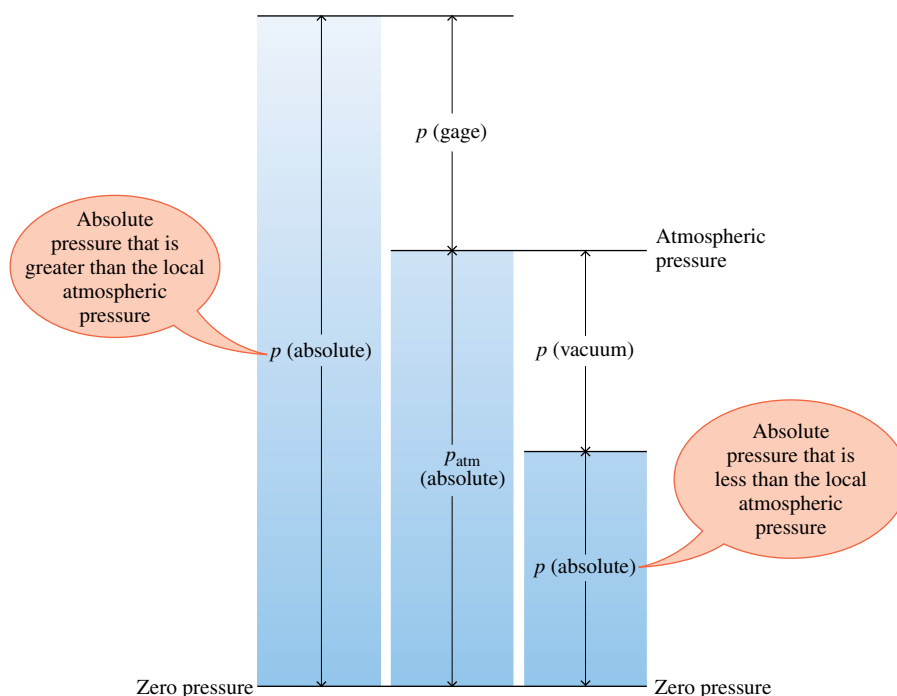 p (gage)
Absolute
pressure that is
greater than the local
atmospheric
pressure
Atmospheric
pressure
p (absolute)
p (vacuum)
p_atm
(absolute)
Absolute
pressure that is
less than the local
atmospheric
pressure
p (absolute)
Zero pressure
Zero pressure